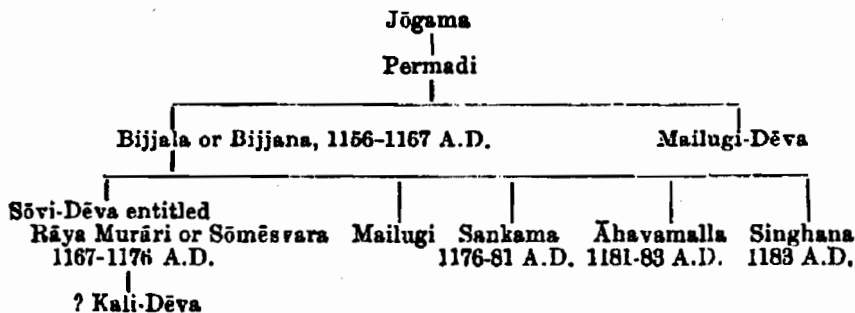 Jōgama
Permadi
Bijjala or Bijjana, 1156-1167 A.D. Mailugi-Dēva
Sōvi-Dēva entitled
Rāya Murāri or Sōmēsvara Mailugi Sankama Āhavamalla Singhana
1167-1176 A.D. 1176-81 A.D. 1181-83 A.D. 1183 A.D.
? Kali-Dēva